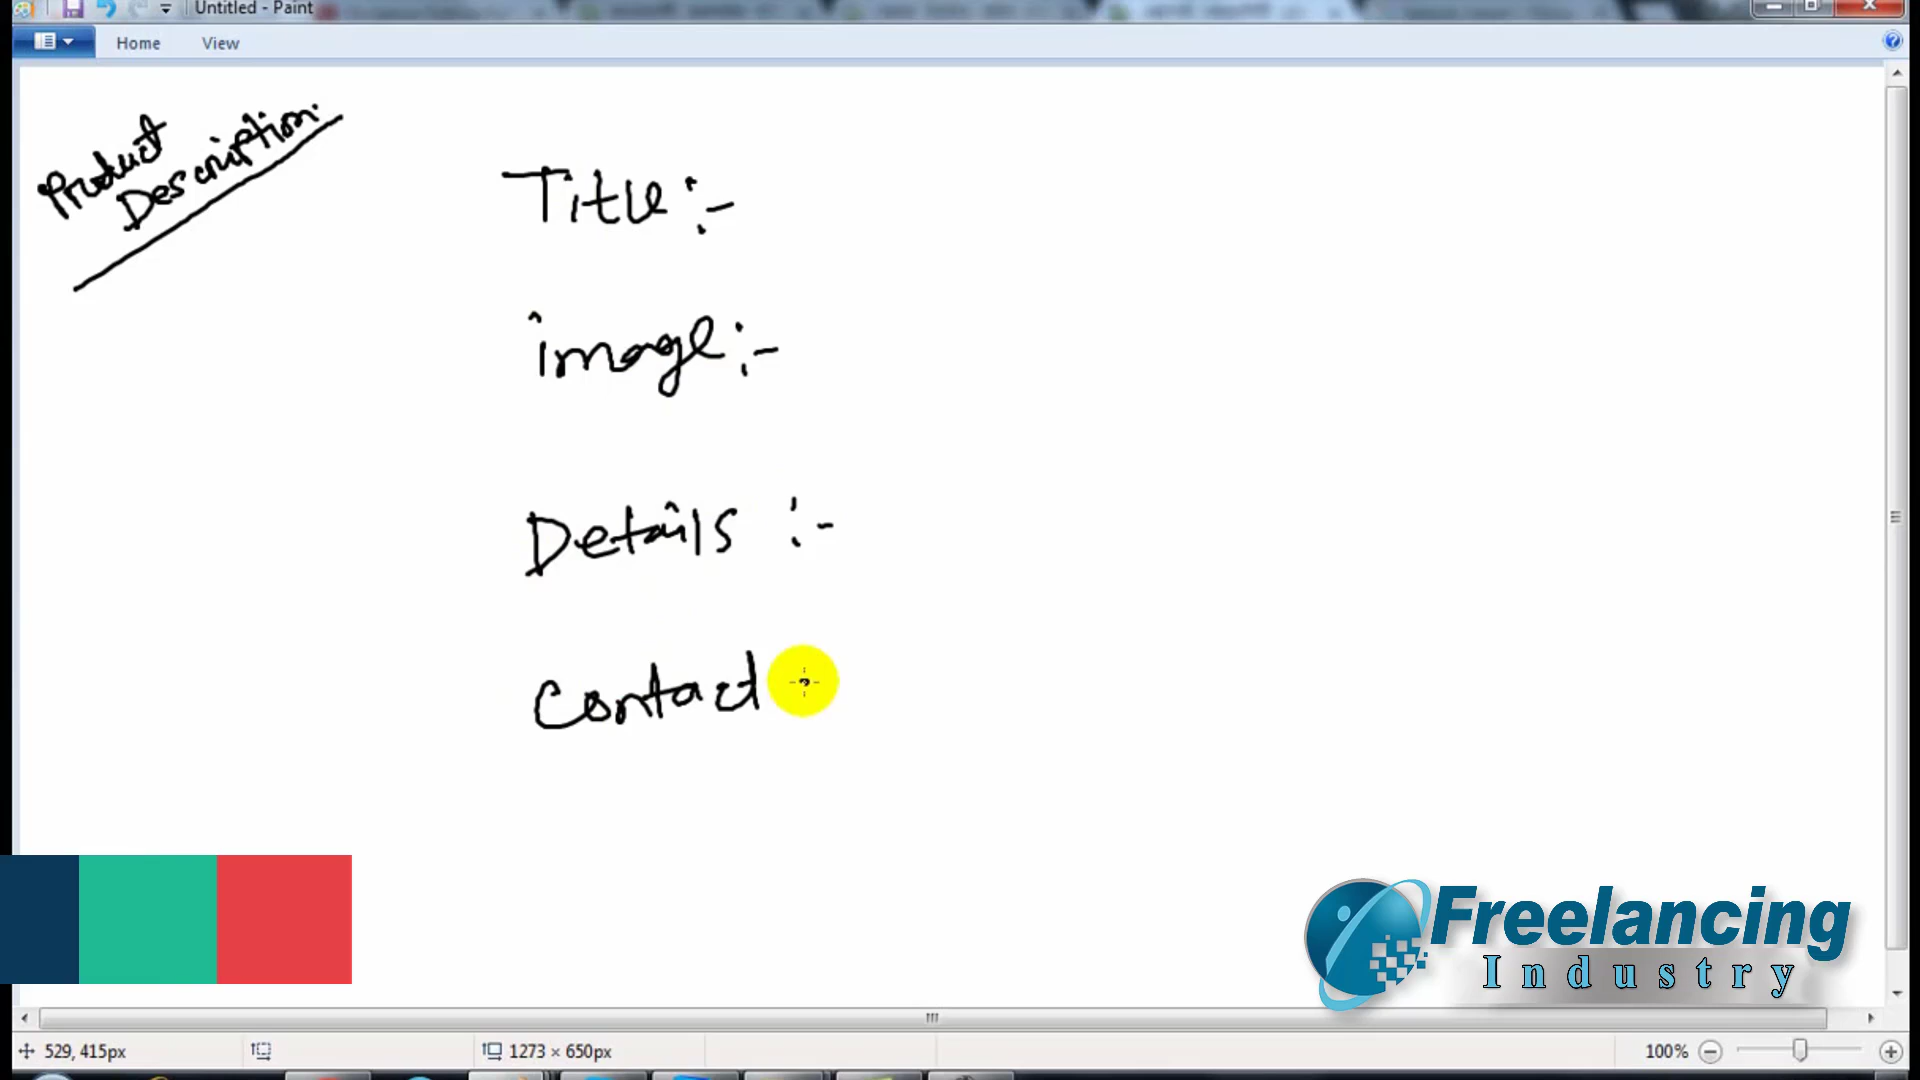 Untitled - Paint
Home View
Product
Description:
Title :-
image :-
Details :-
Contact
Freelancing
Industry
529, 415px
1273 × 650px
100%